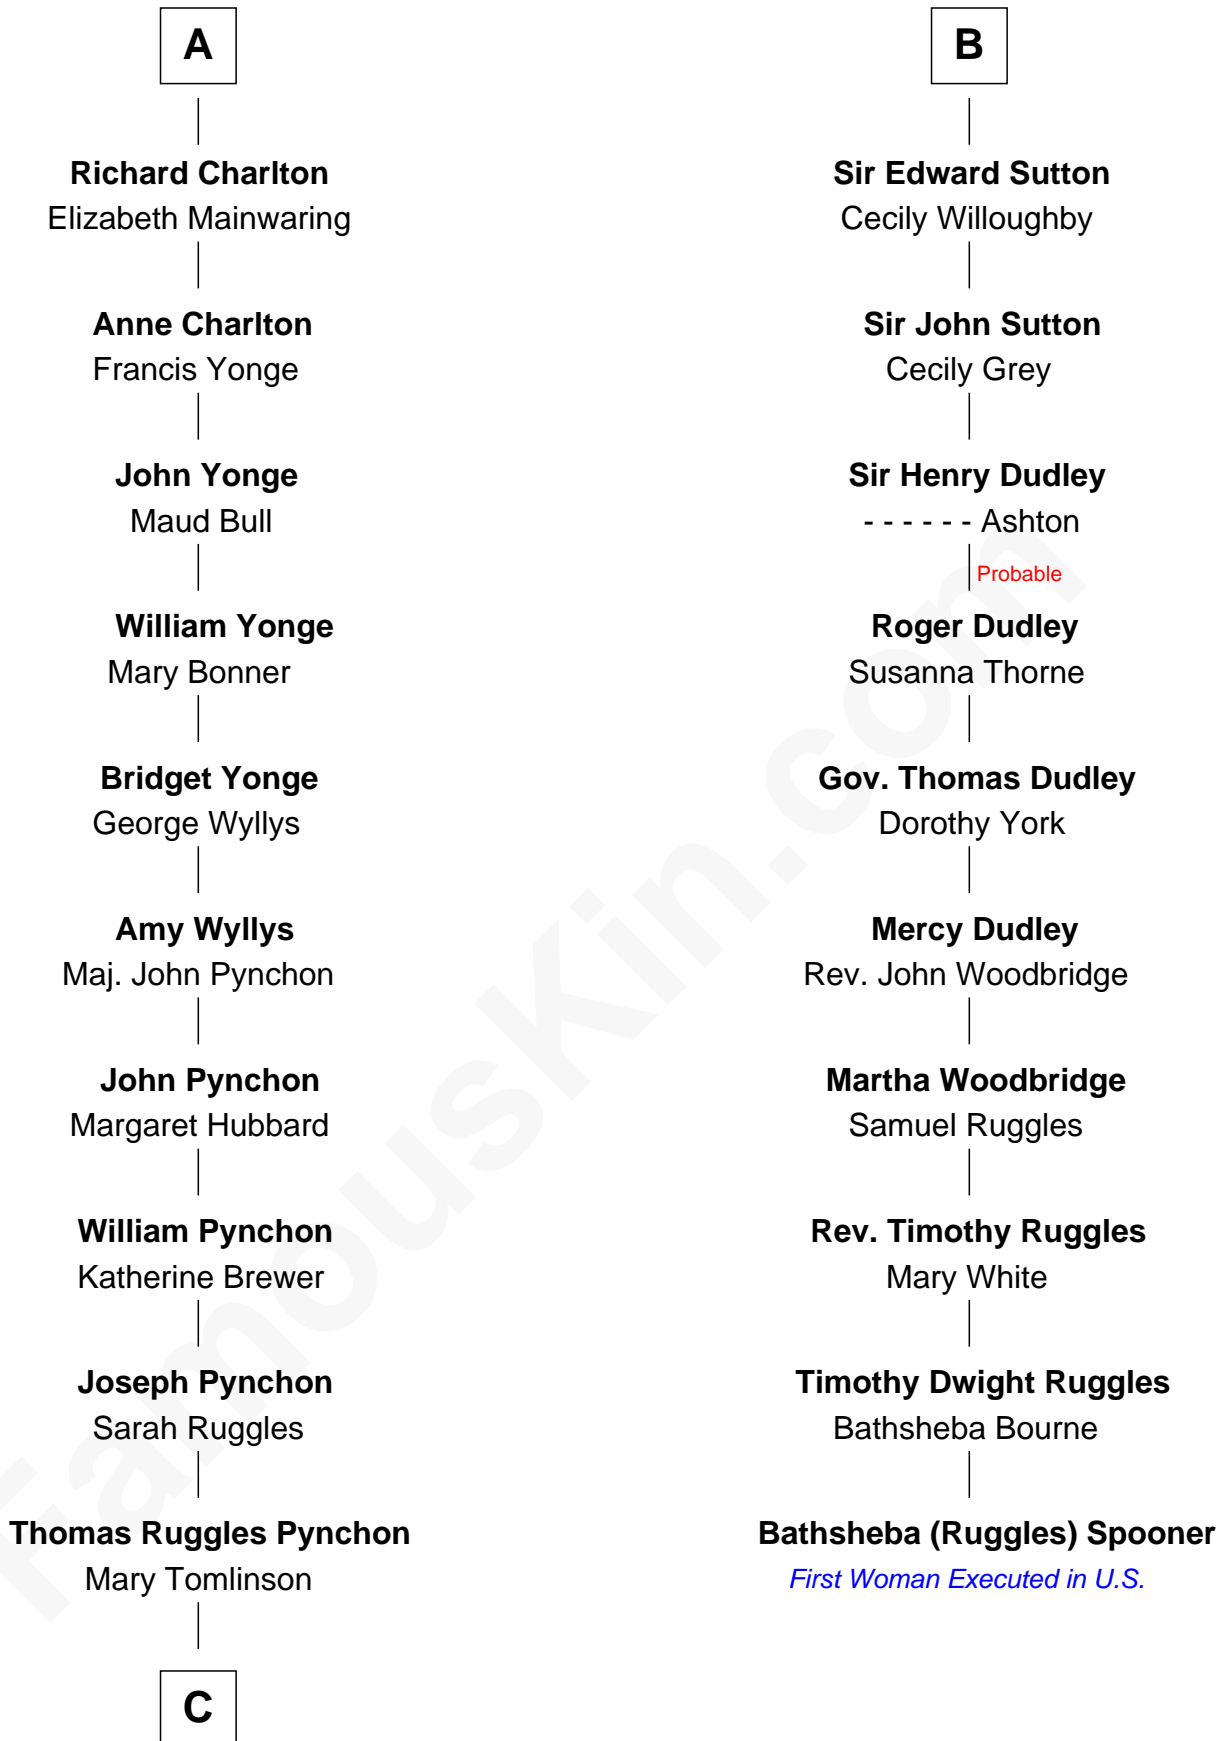 A
Richard Charlton
Elizabeth Mainwaring
Anne Charlton
Francis Yonge
John Yonge
Maud Bull
William Yonge
Mary Bonner
Bridget Yonge
George Wyllys
Amy Wyllys
Maj. John Pynchon
John Pynchon
Margaret Hubbard
William Pynchon
Katherine Brewer
Joseph Pynchon
Sarah Ruggles
Thomas Ruggles Pynchon
Mary Tomlinson
C
B
Sir Edward Sutton
Cecily Willoughby
Sir John Sutton
Cecily Grey
Sir Henry Dudley
- - - - - - Ashton
Probable
Roger Dudley
Susanna Thorne
Gov. Thomas Dudley
Dorothy York
Mercy Dudley
Rev. John Woodbridge
Martha Woodbridge
Samuel Ruggles
Rev. Timothy Ruggles
Mary White
Timothy Dwight Ruggles
Bathsheba Bourne
Bathsheba (Ruggles) Spooner
First Woman Executed in U.S.
FamousKin.com